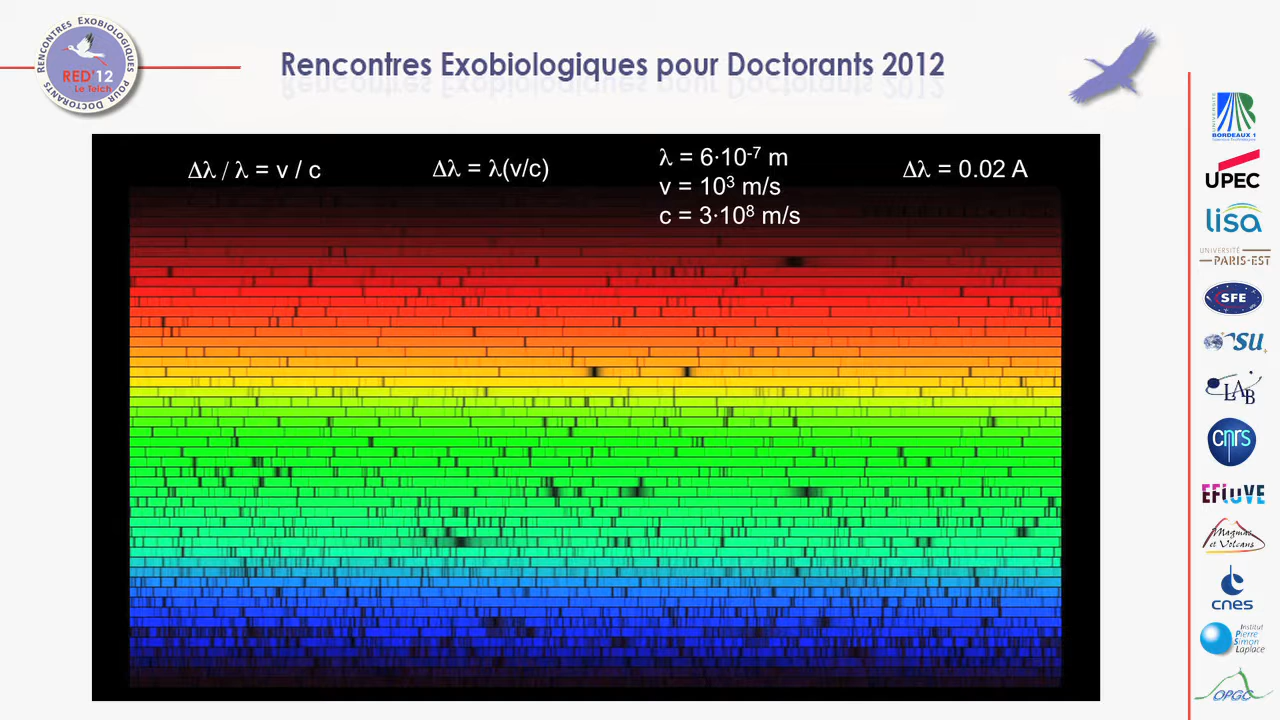 RENCONTRES EXOBIOLOGIQUES
POUR DOCTORANTS
RED'12
Le Teich
Rencontres Exobiologiques pour Doctorants 2012
Δλ / λ = v / c
Δλ = λ(v/c)
λ = 6·10⁻⁷ m
v = 10³ m/s
c = 3·10⁸ m/s
Δλ = 0.02 A
UNIVERSITÉ
BORDEAUX 1
UPEC
lisa
UNIVERSITÉ
PARIS-EST
SFE
SU
LAB
cnrs
EFLUVE
Magmas
et Volcans
cnes
Institut
Pierre
Simon
Laplace
OPGC